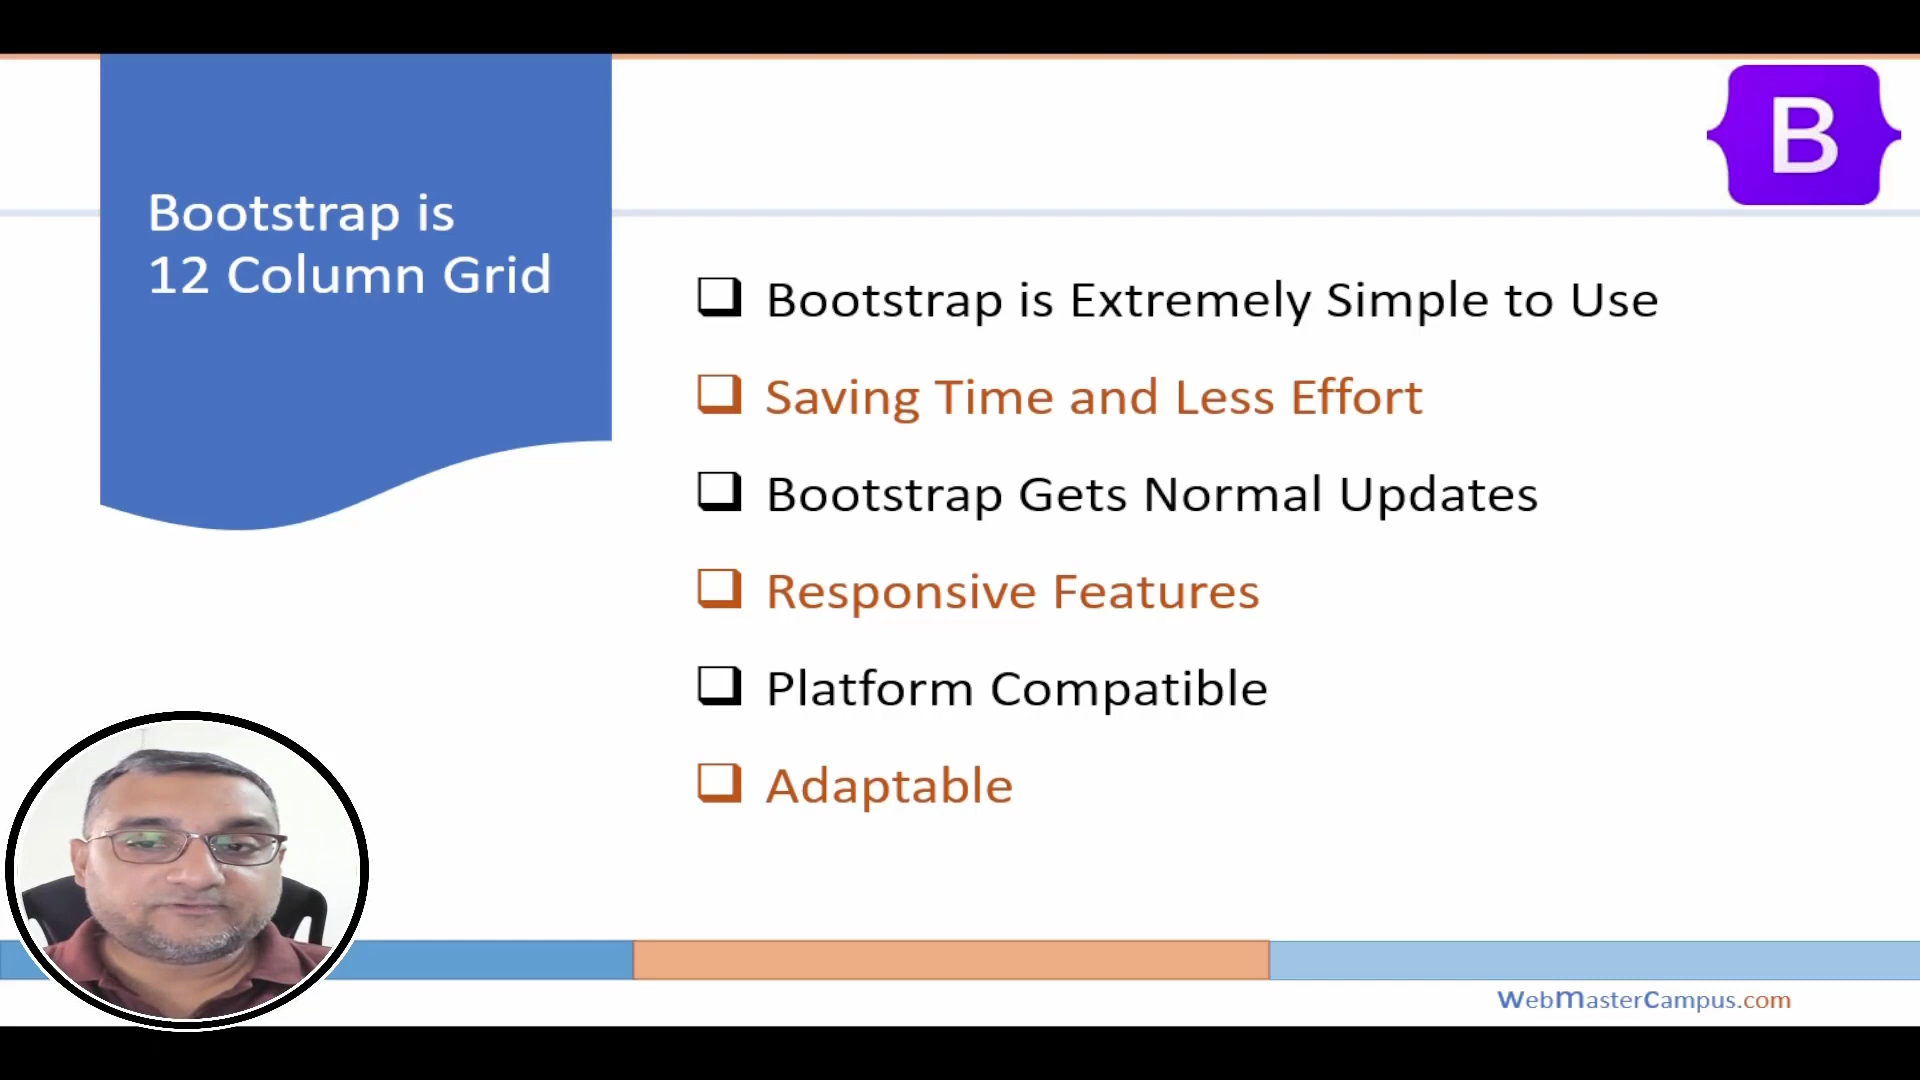 Bootstrap is
12 Column Grid
B
Bootstrap is Extremely Simple to Use
Saving Time and Less Effort
Bootstrap Gets Normal Updates
Responsive Features
Platform Compatible
Adaptable
WebmasterCampus.com